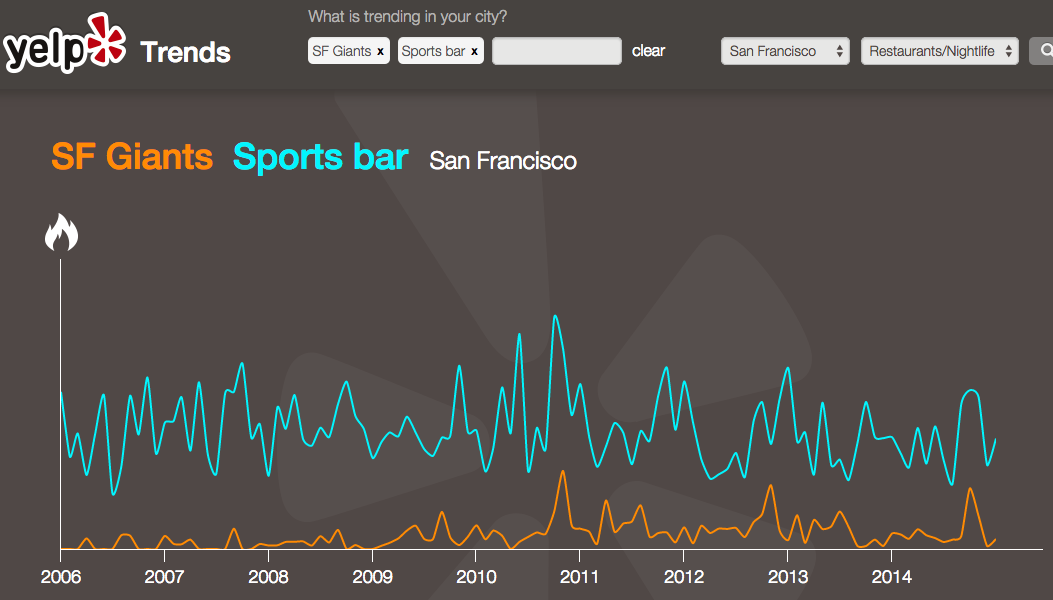 What is trending in your city?
yelp Trends
SF Giants x Sports bar x clear San Francisco Restaurants/Nightlife
SF Giants Sports bar San Francisco
2006 2007 2008 2009 2010 2011 2012 2013 2014